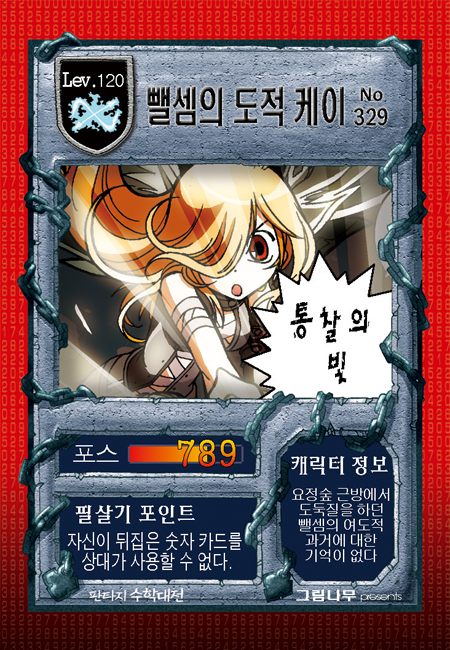 Lev.120
뺄셈의 도적 케이
No
329
통찰의
빛
포스 789
필살기 포인트
자신이 뒤집은 숫자 카드를
상대가 사용할 수 없다.
캐릭터 정보
요정숲 근방에서
도둑질을 하던
뺄셈의 여도적
과거에 대한
기억이 없다
판타지 수학대전
그림나무 presents